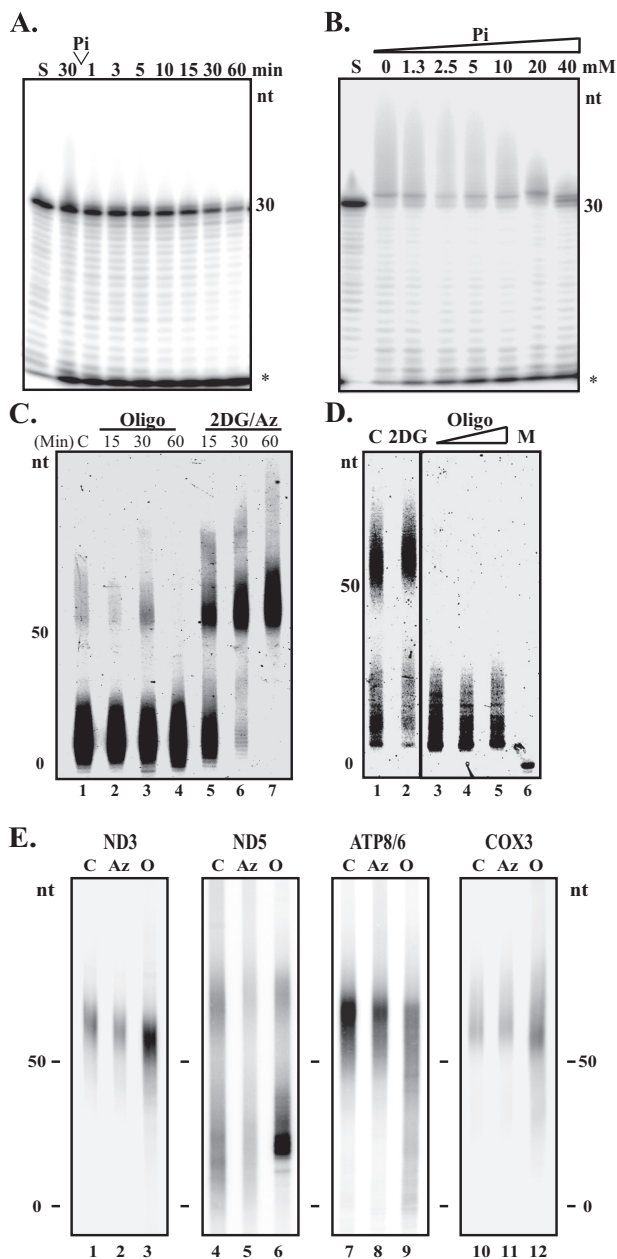 A.
Pi
S 30 1 3 5 10 15 30 60 min
nt
30
*
B.
Pi
S 0 1.3 2.5 5 10 20 40 mM
nt
30
*
C.
Oligo 2DG/Az
(Min) C 15 30 60 15 30 60
nt
50
0
1 2 3 4 5 6 7
D.
Oligo
C 2DG M
nt
50
0
1 2 3 4 5 6
E.
ND3 ND5 ATP8/6 COX3
C Az O C Az O C Az O C Az O
nt nt
50 50
0 0
1 2 3 4 5 6 7 8 9 10 11 12